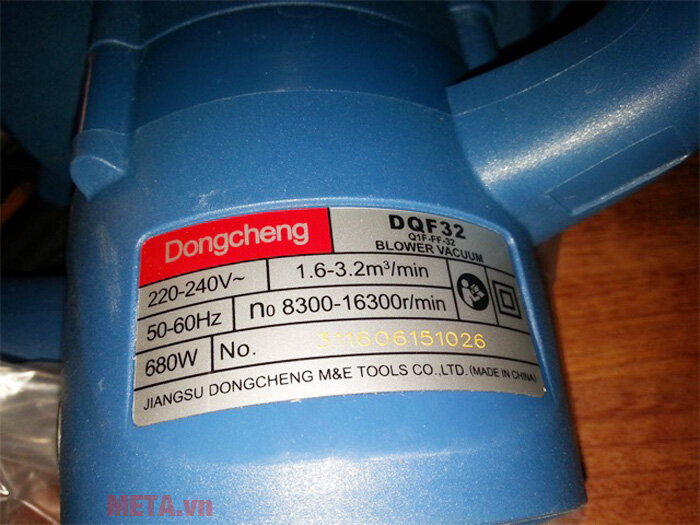 Dongcheng
DQF32
Q1F-FF-32
BLOWER VACUUM
220-240V~
1.6-3.2m³/min
50-60Hz
n₀ 8300-16300r/min
680W
No.
311606151026
JIANGSU DONGCHENG M&E TOOLS CO.,LTD. (MADE IN CHINA)
META.vn